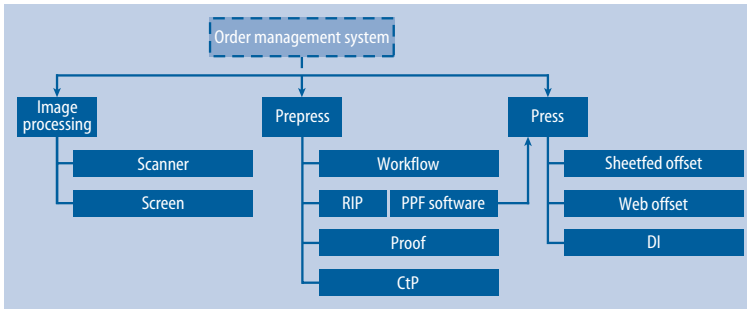 Order management system
Image
processing
Prepress
Press
Scanner
Workflow
Sheetfed offset
Screen
RIP
PPF software
Web offset
Proof
DI
CtP